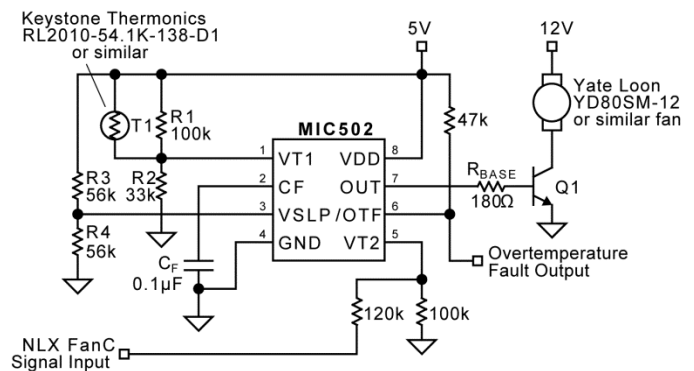 Keystone Thermonics
RL2010-54.1K-138-D1
or similar
5V
12V
Yate Loon
YD80SM-12
or similar fan
T1
R1
100k
47k
MIC502
1
VT1
VDD
8
2
CF
OUT
7
3
VSLP
/OTF
6
4
GND
VT2
5
R3
56k
R2
33k
R4
56k
RBASE
180Ω
Q1
CF
0.1µF
Overtemperature
Fault Output
120k
100k
NLX FanC
Signal Input